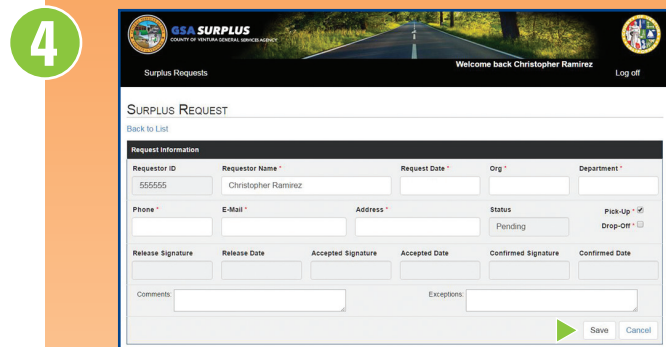 4
GSA SURPLUS
COUNTY OF VENTURA GENERAL SERVICES AGENCY
Surplus Requests
Welcome back Christopher Ramirez
Log off
SURPLUS REQUEST
Back to List
Request Information
Requestor ID Requestor Name * Request Date * Org * Department *
555555 Christopher Ramirez
Phone * E-Mail * Address * Status Pick-Up *
Pending Drop-Off *
Release Signature Release Date Accepted Signature Accepted Date Confirmed Signature Confirmed Date
Comments: Exceptions:
Save Cancel